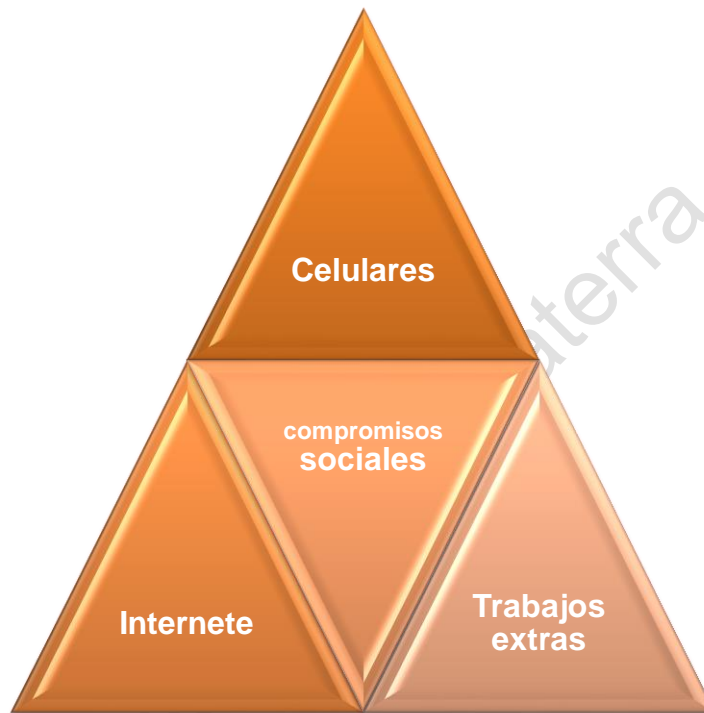 Celulares
compromisos
sociales
Internete
Trabajos
extras